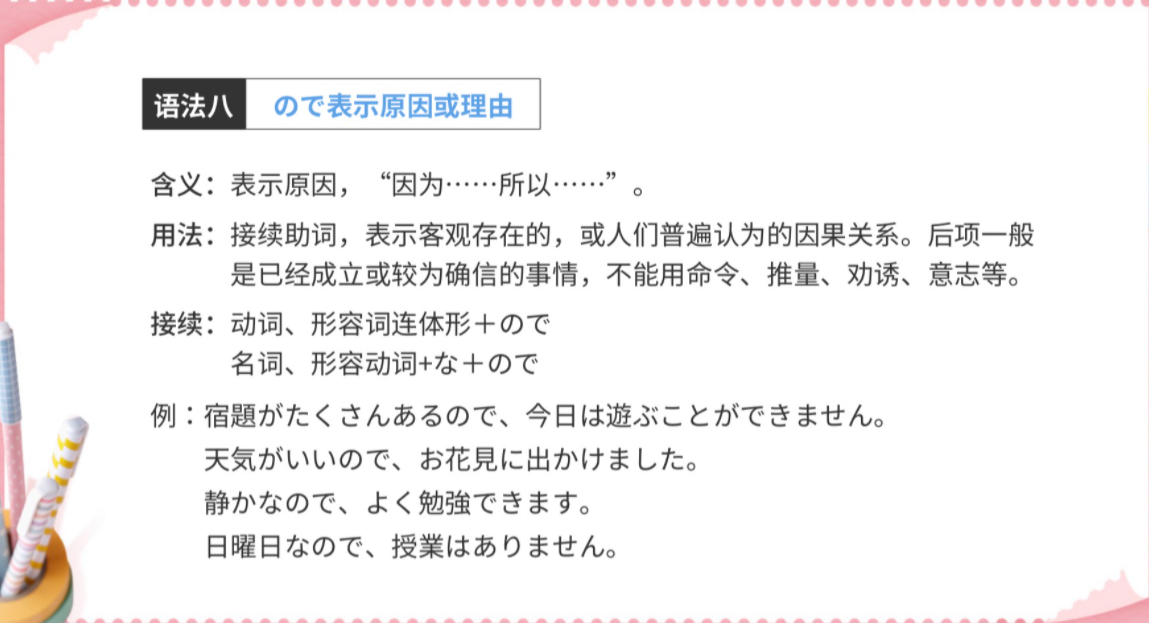 语法八 ので表示原因或理由
含义：表示原因，“因为……所以……”。
用法：接续助词，表示客观存在的，或人们普遍认为的因果关系。后项一般
是已经成立或较为确信的事情，不能用命令、推量、劝诱、意志等。
接续：动词、形容词连体形＋ので
名词、形容动词+な＋ので
例：宿題がたくさんあるので、今日は遊ぶことができません。
天気がいいので、お花見に出かけました。
静かなので、よく勉強できます。
日曜日なので、授業はありません。